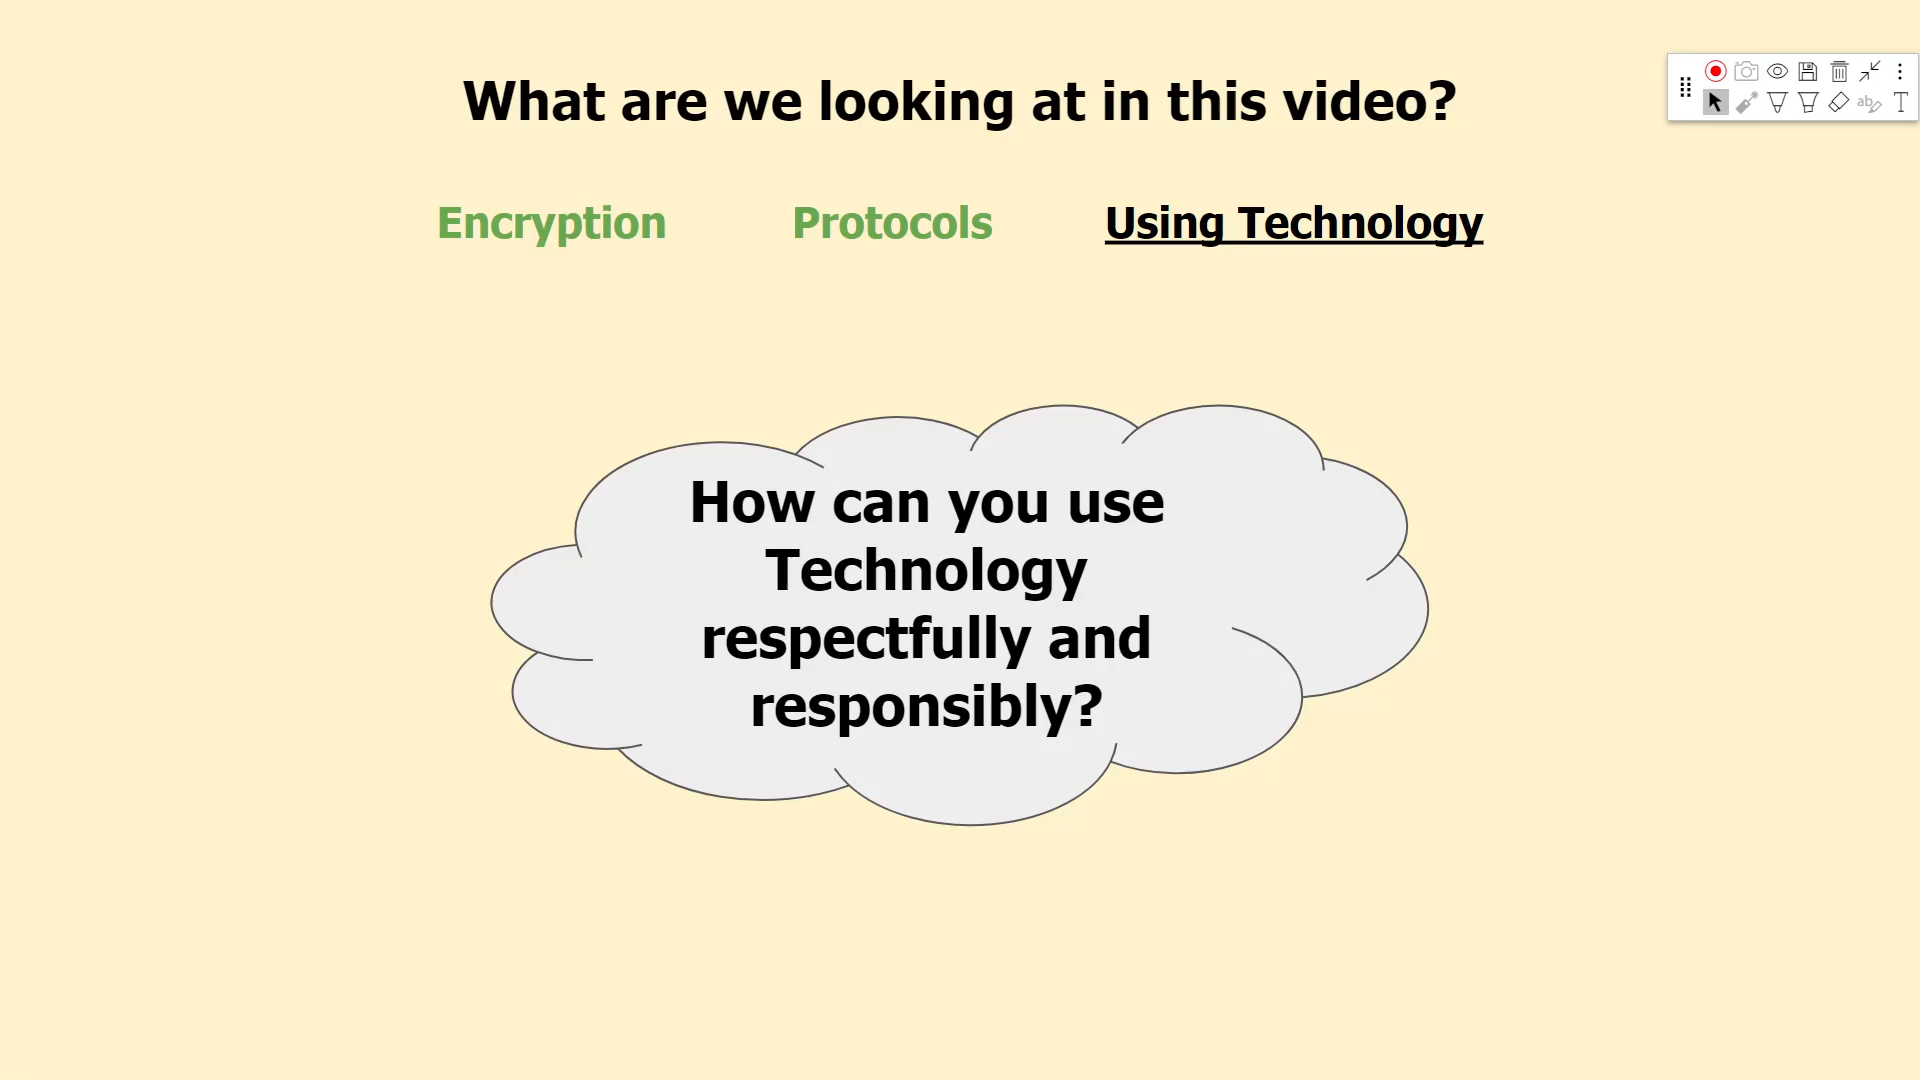 What are we looking at in this video?
Encryption Protocols Using Technology
How can you use
Technology
respectfully and
responsibly?
ab
T